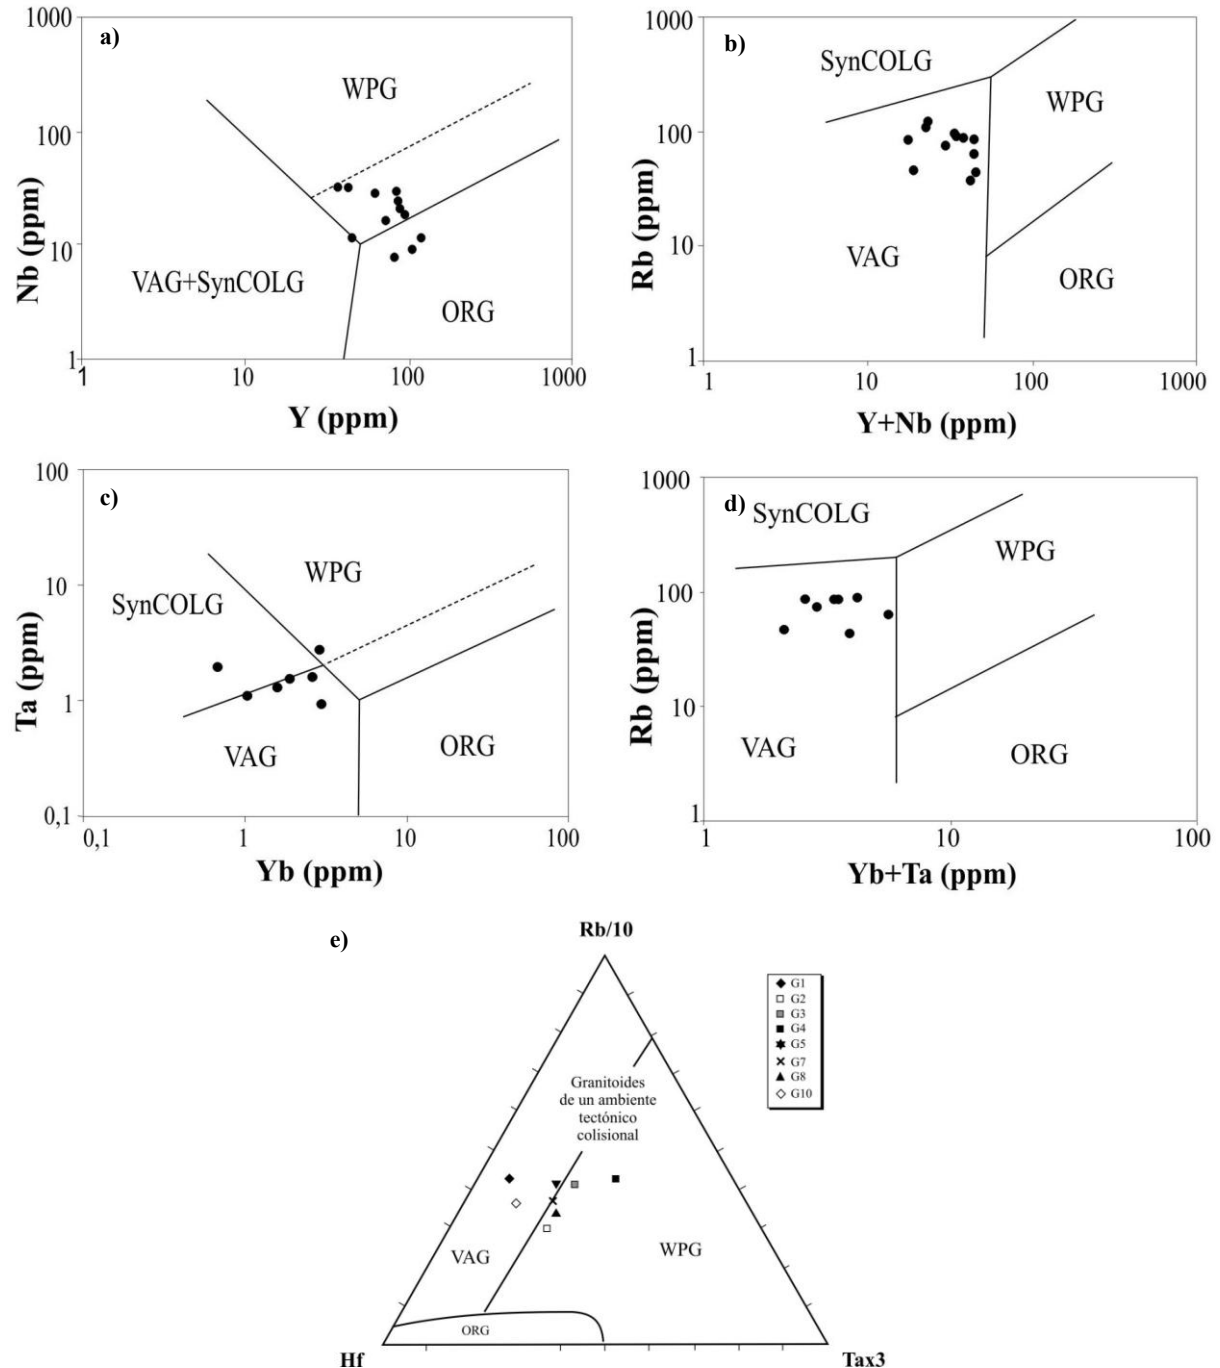 a)
1000
100
10
1
Nb (ppm)
WPG
VAG+SynCOLG
ORG
1
10
100
1000
Y (ppm)
b)
1000
100
10
1
Rb (ppm)
SynCOLG
WPG
VAG
ORG
1
10
100
1000
Y+Nb (ppm)
c)
100
10
1
0,1
Ta (ppm)
WPG
SynCOLG
VAG
ORG
0,1
1
10
100
Yb (ppm)
d)
1000
100
10
1
Rb (ppm)
SynCOLG
WPG
VAG
ORG
1
10
100
Yb+Ta (ppm)
e)
Rb/10
G1
G2
G3
G4
G5
G7
G8
G10
Granitoides
de un ambiente
tectónico
colisional
VAG
WPG
ORG
Hf
Tax3